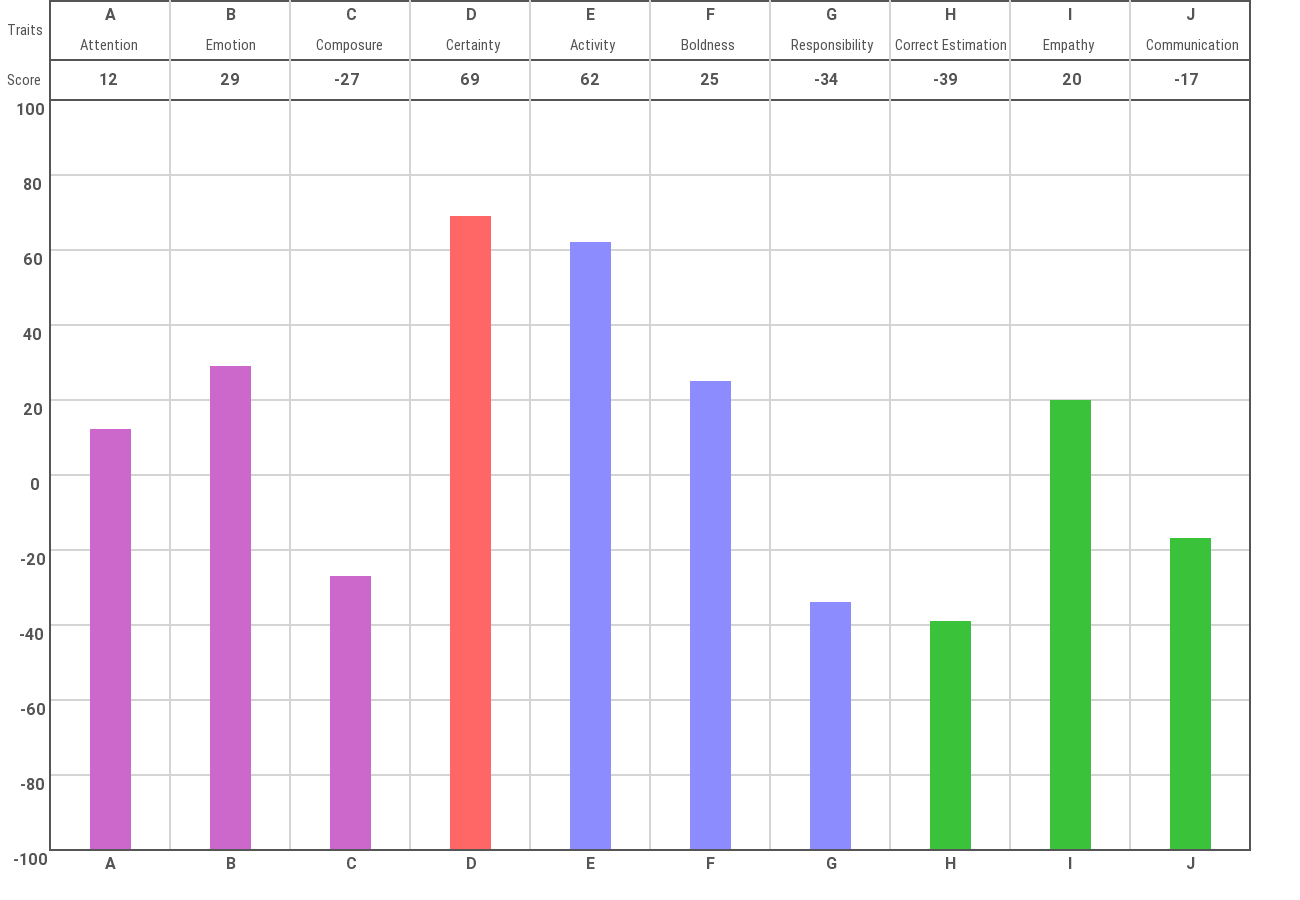 Traits
A B C D E F G H I J
Attention Emotion Composure Certainty Activity Boldness Responsibility Correct Estimation Empathy Communication
Score 12 29 -27 69 62 25 -34 -39 20 -17
100
80
60
40
20
0
-20
-40
-60
-80
-100
A B C D E F G H I J